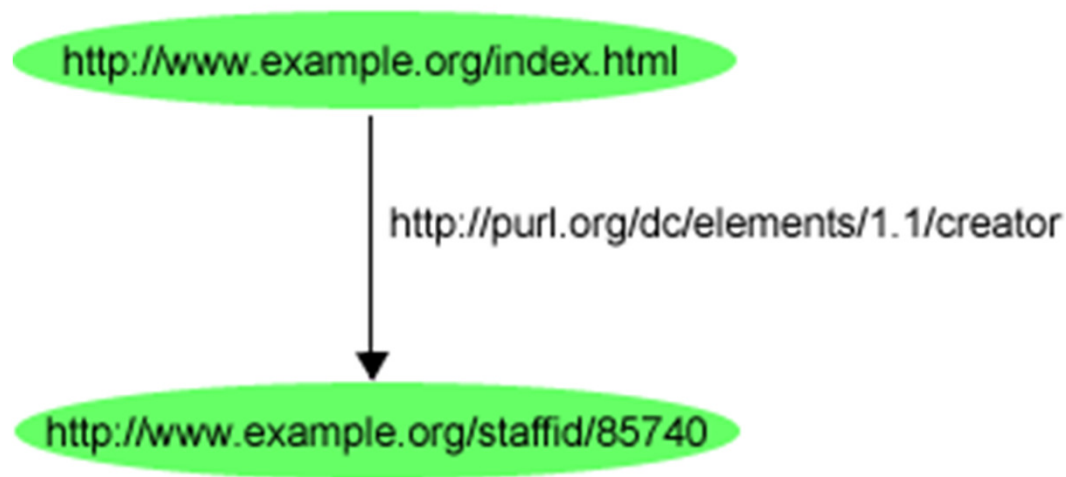 http://www.example.org/index.html
http://purl.org/dc/elements/1.1/creator
http://www.example.org/staffid/85740